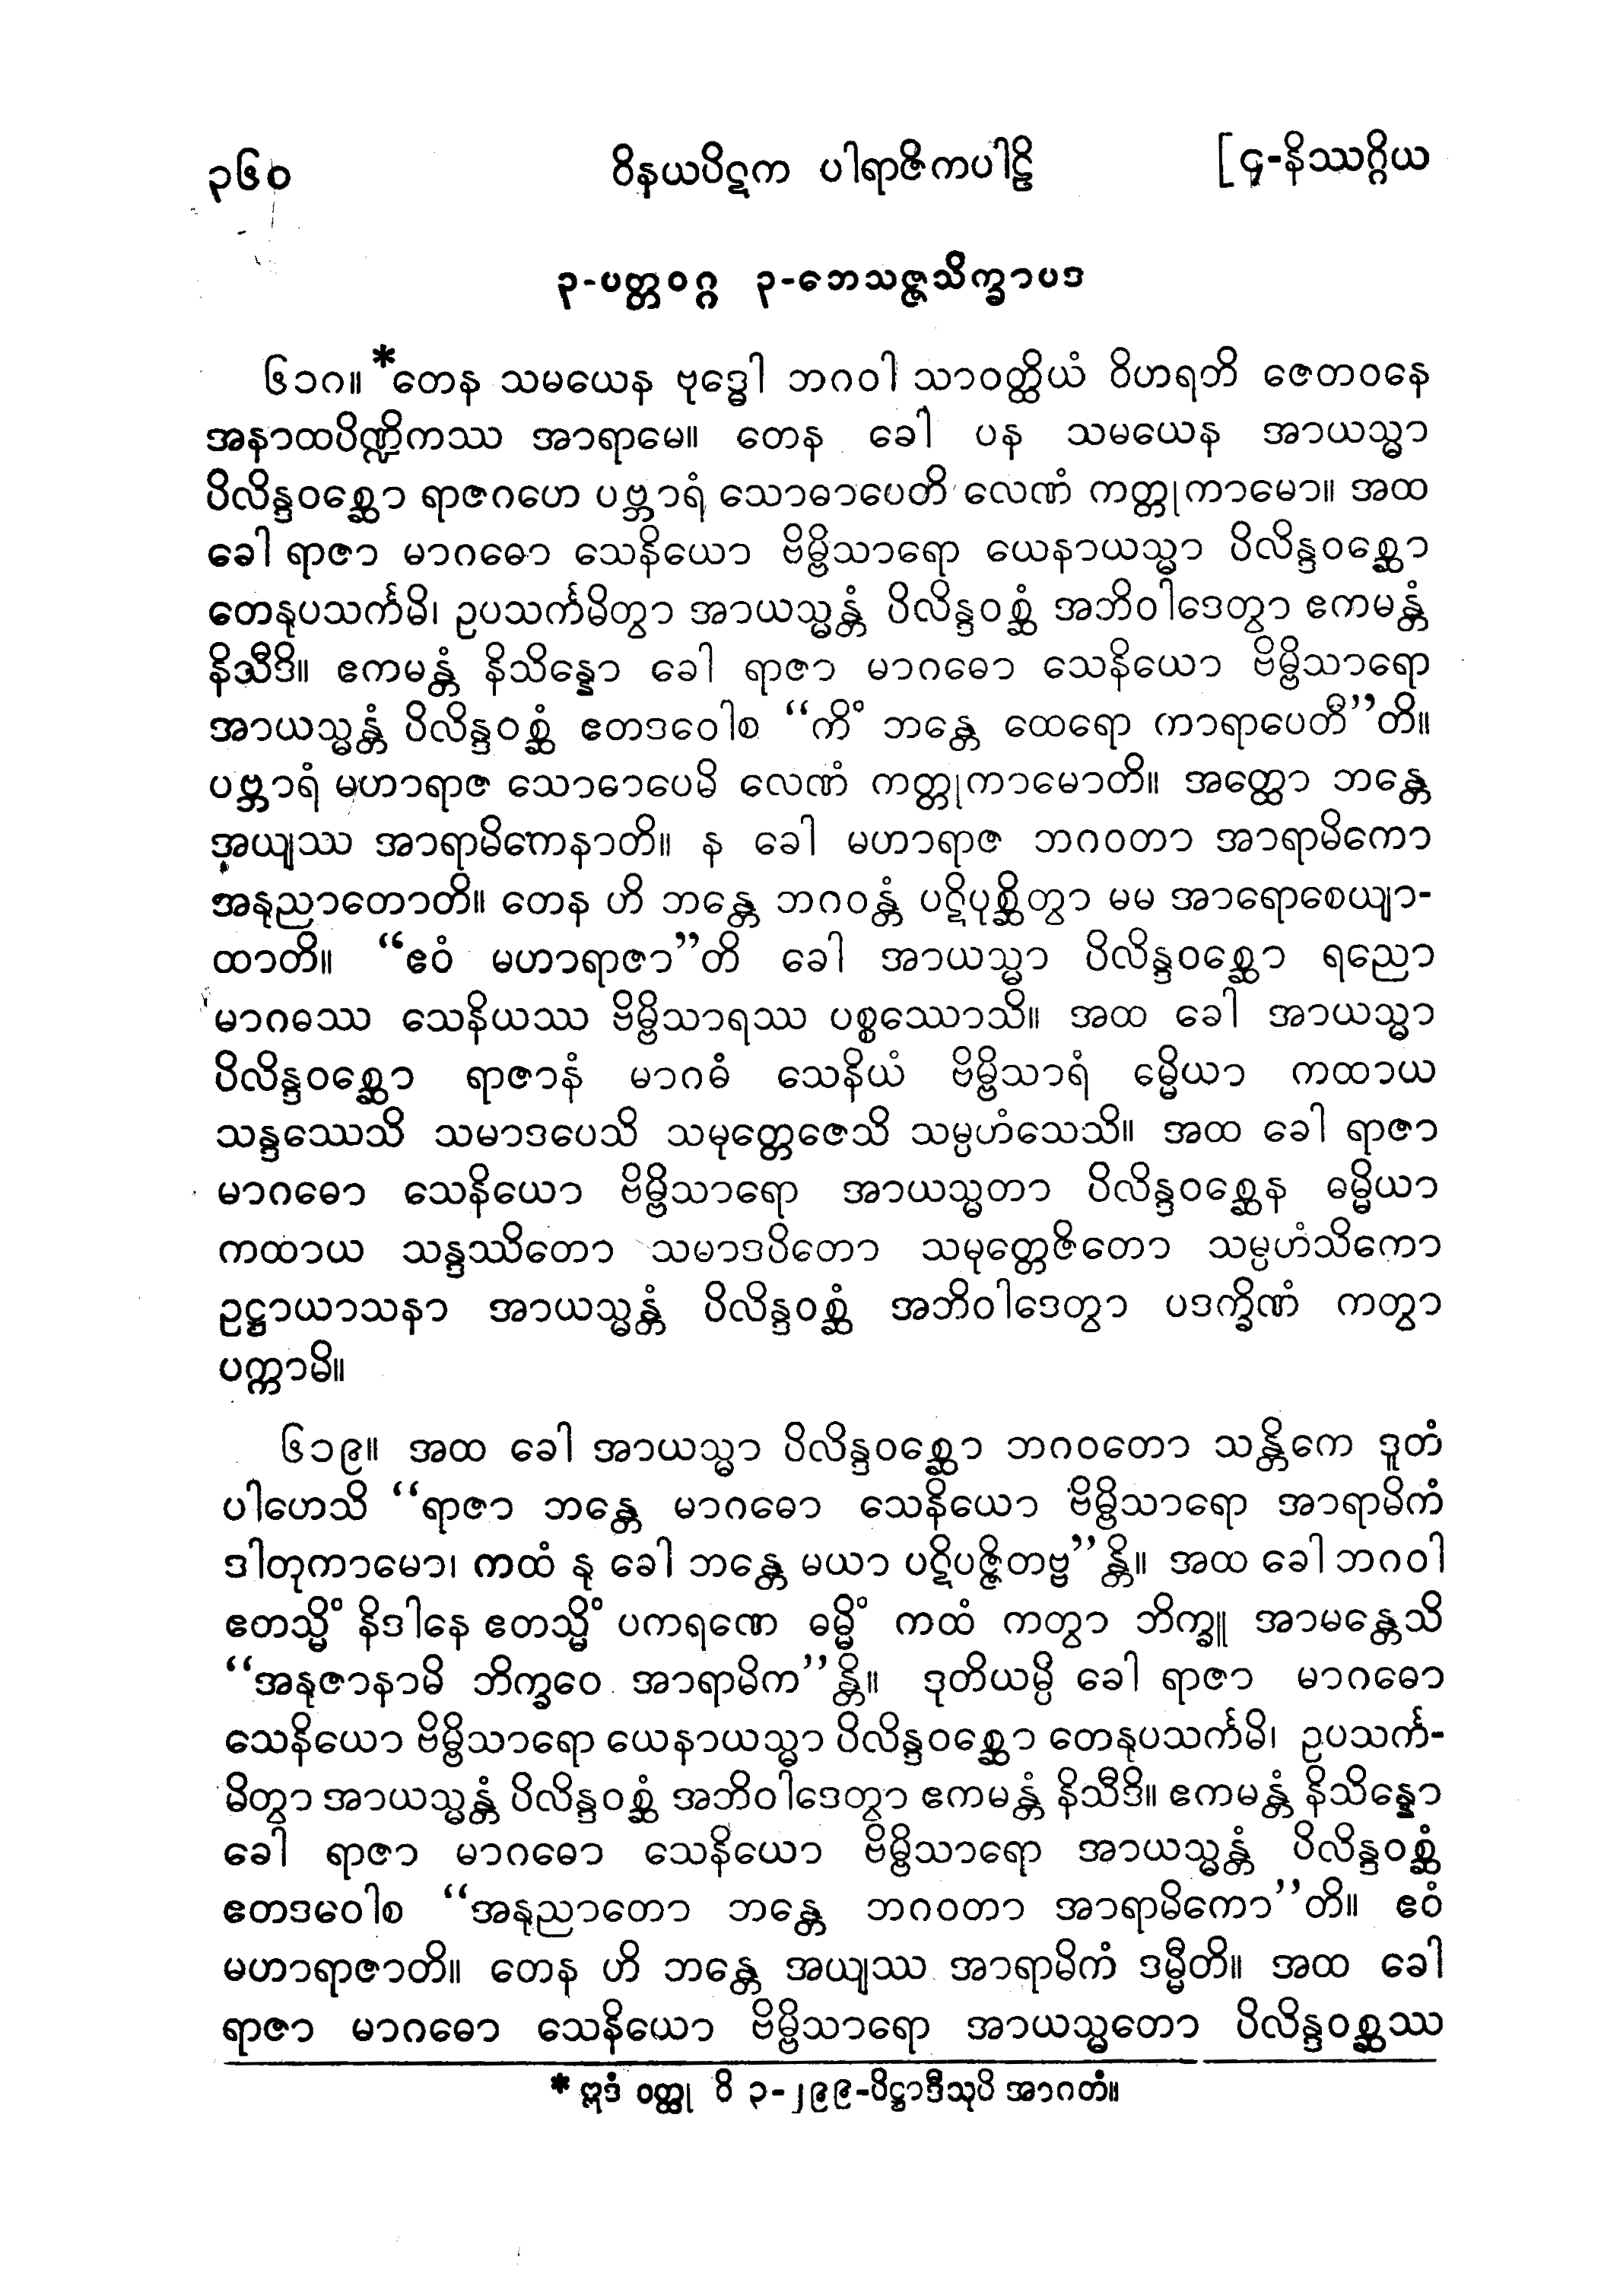 ၃၆၀ ဝိနယပိဋက ပါရာဇိကပါဠိ [၄-နိဿဂ္ဂိယ
၃-ပတ္တဝဂ္ဂ ၃-ဘေသဇ္ဇသိက္ခာပဒ
၆၁ဂ။ *တေန သမယေန ဗုဒ္ဓေါ ဘဂဝါ သာဝတ္ထိယံ ဝိဟရတိ ဇေတဝနေ
အနာထပိဏ္ဍိကဿ အာရာမေ။ တေန ခေါ ပန သမယေန အာယသ္မာ
ပိလိန္ဒဝစ္ဆော ရာဇဂဟေ ပဗ္ဘာရံ သောဓာပေတိ လေဏံ ကတ္တုကာမော။ အထ
ခေါ ရာဇာ မာဂဓော သေနိယော ဗိမ္ဗိသာရော ယေနာယသ္မာ ပိလိန္ဒဝစ္ဆော
တေနုပသင်္ကမိ၊ ဥပသင်္ကမိတွာ အာယသ္မန္တံ ပိလိန္ဒဝစ္ဆံ အဘိဝါဒေတွာ ဧကမန္တံ
နိသီဒိ။ ဧကမန္တံ နိသိန္နော ခေါ ရာဇာ မာဂဓော သေနိယော ဗိမ္ဗိသာရော
အာယသ္မန္တံ ပိလိန္ဒဝစ္ဆံ ဧတဒဝေါစ “ကိံ ဘန္တေ ထေရော ကာရာပေတီ”တိ။
ပဗ္ဘာရံ မဟာရာဇ သောဓာပေမိ လေဏံ ကတ္တုကာမောတိ။ အတ္ထော ဘန္တေ
အယျဿ အာရာမိကေနာတိ။ န ခေါ မဟာရာဇ ဘဂဝတာ အာရာမိကော
အနုညာတောတိ။ တေန ဟိ ဘန္တေ ဘဂဝန္တံ ပဋိပုစ္ဆိတွာ မမ အာရောစေယျာ-
ထာတိ။ “ဧဝံ မဟာရာဇာ”တိ ခေါ အာယသ္မာ ပိလိန္ဒဝစ္ဆော ရညော
မာဂဓဿ သေနိယဿ ဗိမ္ဗိသာရဿ ပစ္စဿောသိ။ အထ ခေါ အာယသ္မာ
ပိလိန္ဒဝစ္ဆော ရာဇာနံ မာဂဓံ သေနိယံ ဗိမ္ဗိသာရံ ဓမ္မိယာ ကထာယ
သန္ဒဿေသိ သမာဒပေသိ သမုတ္တေဇေသိ သမ္ပဟံသေသိ။ အထ ခေါ ရာဇာ
မာဂဓော သေနိယော ဗိမ္ဗိသာရော အာယသ္မတာ ပိလိန္ဒဝစ္ဆေန ဓမ္မိယာ
ကထာယ သန္ဒဿိတော သမာဒပိတော သမုတ္တေဇိတော သမ္ပဟံသိကော
ဥဋ္ဌာယာသနာ အာယသ္မန္တံ ပိလိန္ဒဝစ္ဆံ အဘိဝါဒေတွာ ပဒက္ခိဏံ ကတွာ
ပက္ကာမိ။
၆၁၉။ အထ ခေါ အာယသ္မာ ပိလိန္ဒဝစ္ဆော ဘဂဝတော သန္တိကေ ဒူတံ
ပါဟေသိ “ရာဇာ ဘန္တေ မာဂဓော သေနိယော ဗိမ္ဗိသာရော အာရာမိကံ
ဒါတုကာမော၊ ကထံ နု ခေါ ဘန္တေ မယာ ပဋိပဇ္ဇိတဗ္ဗ”န္တိ။ အထ ခေါ ဘဂဝါ
ဧတသ္မိံ နိဒါနေ ဧတသ္မိံ ပကရဏေ ဓမ္မိံ ကထံ ကတွာ ဘိက္ခူ အာမန္တေသိ
“အနုဇာနာမိ ဘိက္ခဝေ အာရာမိက”န္တိ။ ဒုတိယမ္ပိ ခေါ ရာဇာ မာဂဓော
သေနိယော ဗိမ္ဗိသာရော ယေနာယသ္မာ ပိလိန္ဒဝစ္ဆော တေနုပသင်္ကမိ၊ ဥပသင်္က-
မိတွာ အာယသ္မန္တံ ပိလိန္ဒဝစ္ဆံ အဘိဝါဒေတွာ ဧကမန္တံ နိသီဒိ။ ဧကမန္တံ နိသိန္နော
ခေါ ရာဇာ မာဂဓော သေနိယော ဗိမ္ဗိသာရော အာယသ္မန္တံ ပိလိန္ဒဝစ္ဆံ
ဧတဒဝေါစ “အနုညာတော ဘန္တေ ဘဂဝတာ အာရာမိကော”တိ။ ဧဝံ
မဟာရာဇာတိ။ တေန ဟိ ဘန္တေ အယျဿ အာရာမိကံ ဒမ္မီတိ။ အထ ခေါ
ရာဇာ မာဂဓော သေနိယော ဗိမ္ဗိသာရော အာယသ္မတော ပိလိန္ဒဝစ္ဆဿ
* ဣဒံ ဝတ္ထု ဝိ ၃-၂၉၉-ပိဋ္ဌာဒီသုပိ အာဂတံ။